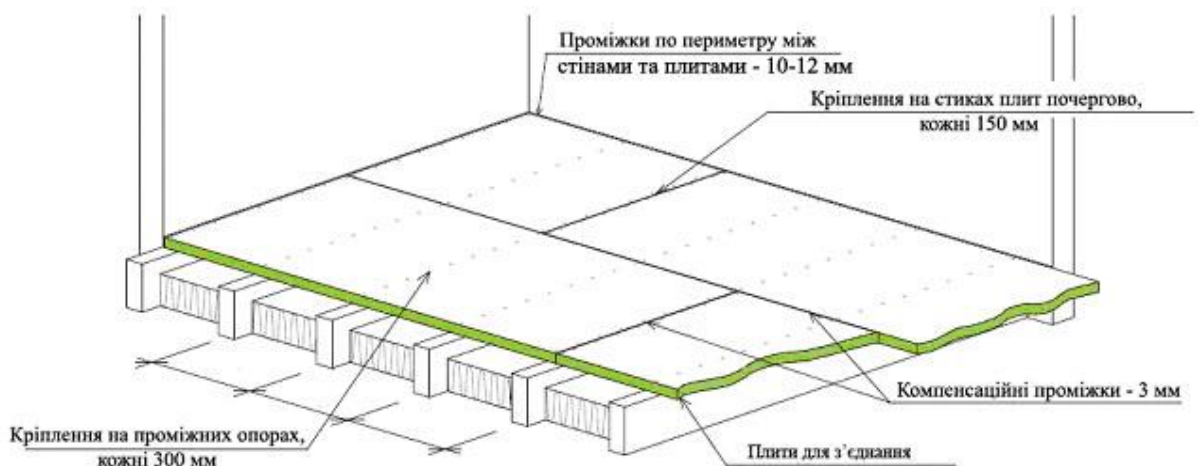 Проміжки по периметру між
стінами та плитами - 10-12 мм
Кріплення на стиках плит почергово,
кожні 150 мм
Компенсаційні проміжки - 3 мм
Кріплення на проміжних опорах,
кожні 300 мм
Плити для з’єднання